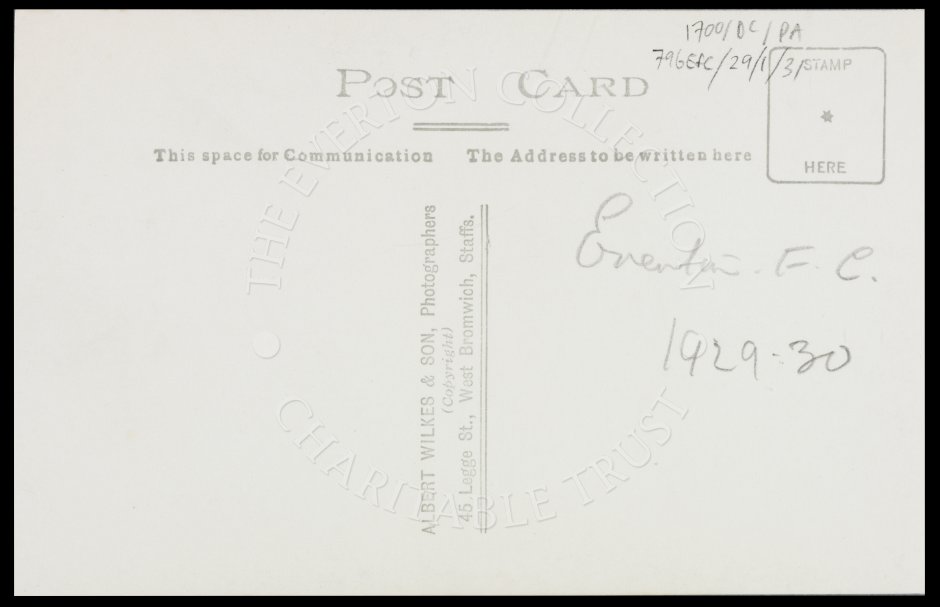 1700/DC/PA
796EFC/29/1/31
POST CARD
STAMP
HERE
This space for Communication
The Address to be written here
ALBERT WILKES & SON, Photographers
(Copyright)
45, Legge St., West Bromwich, Staffs.
Everton. F. C.
1929-30
THE EVERTON COLLECTION
CHARITABLE TRUST